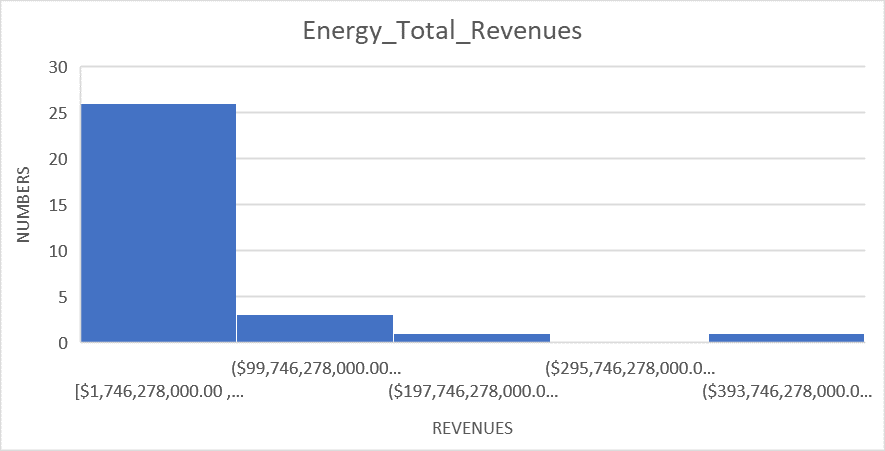 Energy_Total_Revenues
30
25
20
15
10
5
0
NUMBERS
($99,746,278,000.00... ($295,746,278,000.0...
[$1,746,278,000.00 ,... ($197,746,278,000.0... ($393,746,278,000.0...
REVENUES